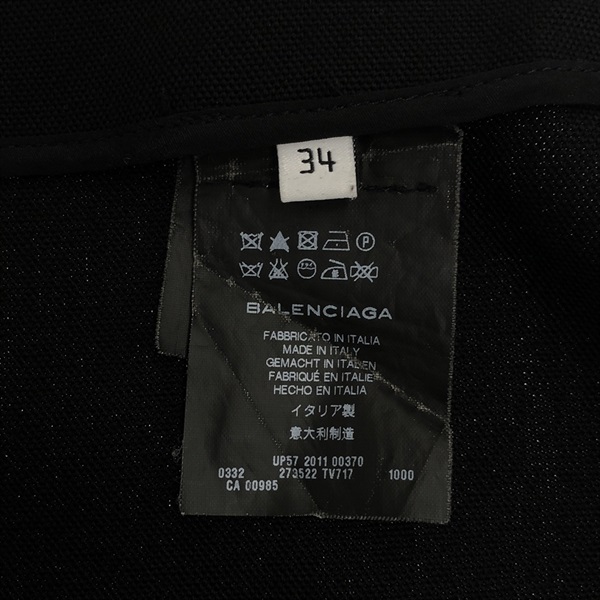 34
P
BALENCIAGA
FABBRICATO IN ITALIA
MADE IN ITALY
GEMACHT IN ITALIEN
FABRIQUÉ EN ITALIE
HECHO EN ITALIA
イタリア製
意大利制造
UP57 2011 00370
0332 273522 TV717 1000
CA 00985